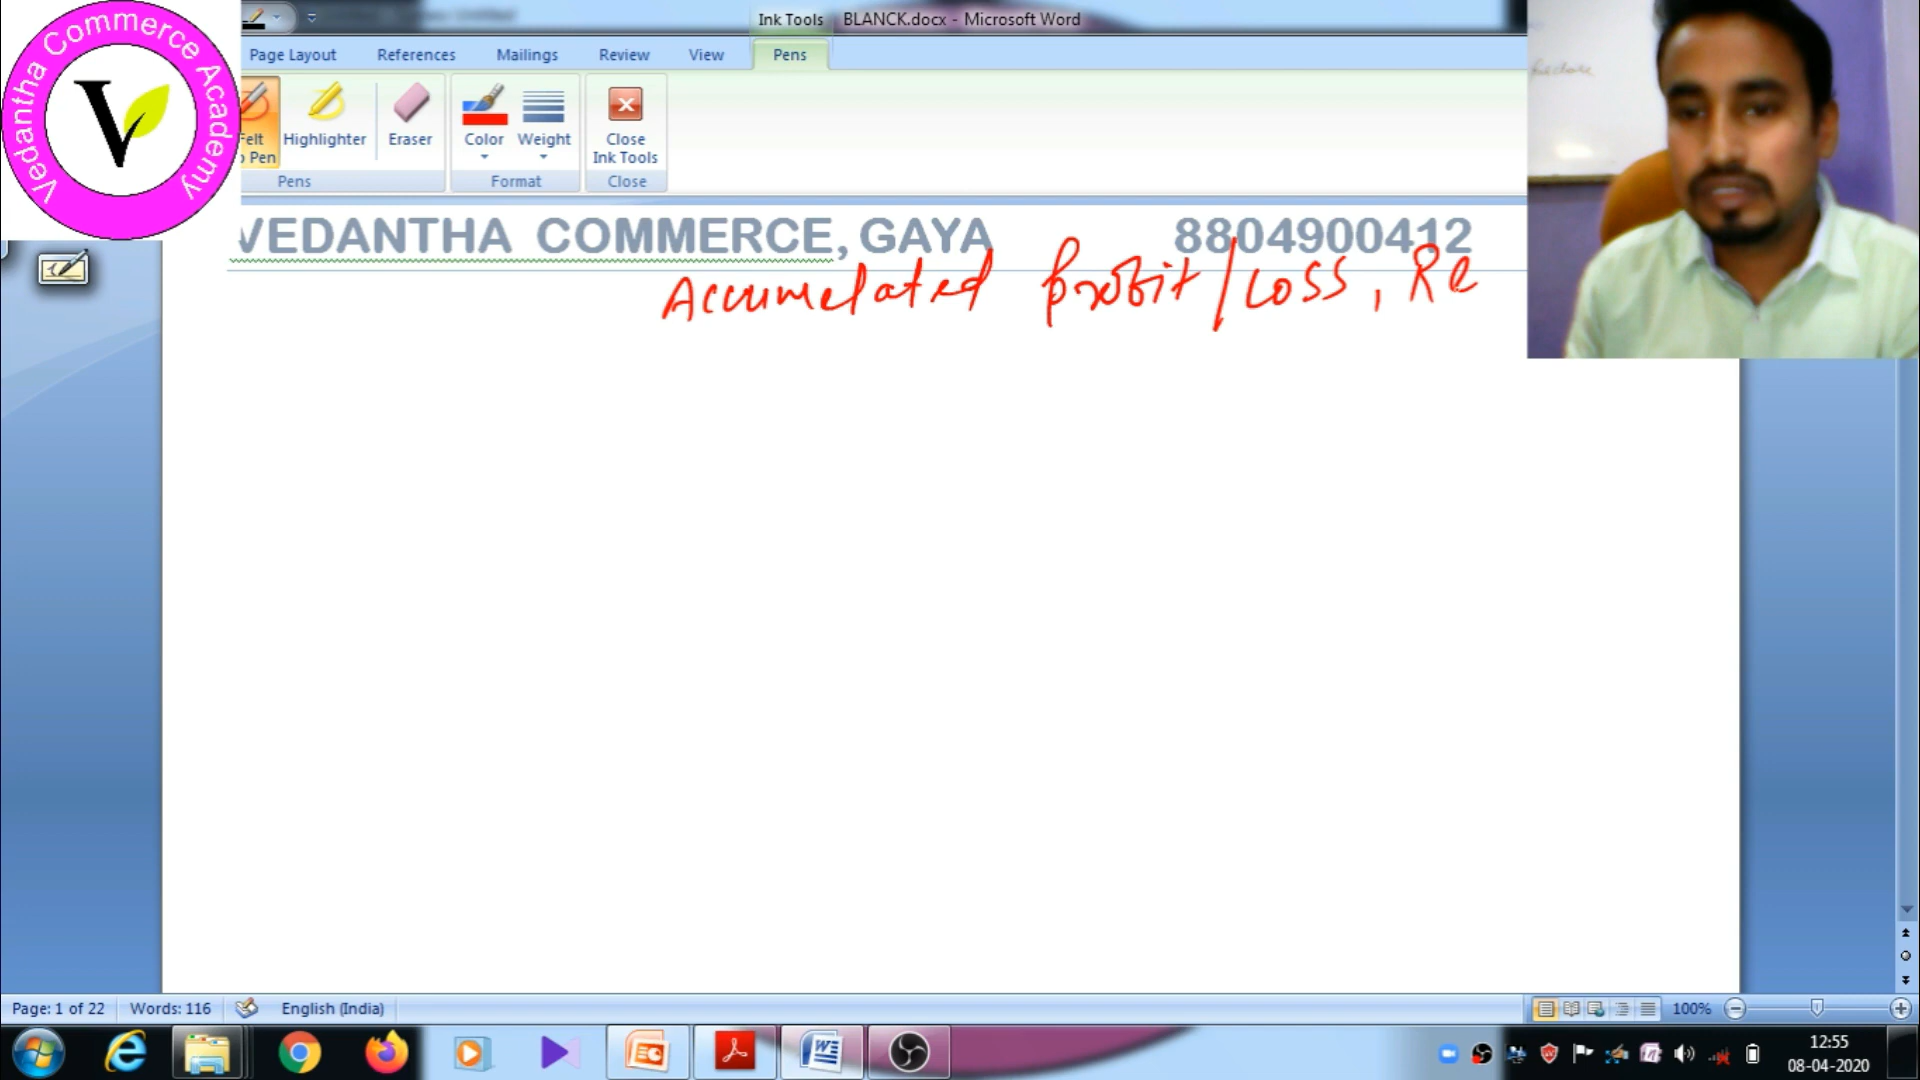 Ink Tools BLANCK.docx - Microsoft Word
Page Layout References Mailings Review View Pens
Vedantha Commerce Academy
V
Felt
Pen Highlighter Eraser Color Weight Close
Ink Tools
Pens Format Close
VEDANTHA COMMERCE, GAYA 8804900412
Accumelated profit/Loss, Re
Page: 1 of 22 Words: 116 English (India) 100%
12:55
08-04-2020